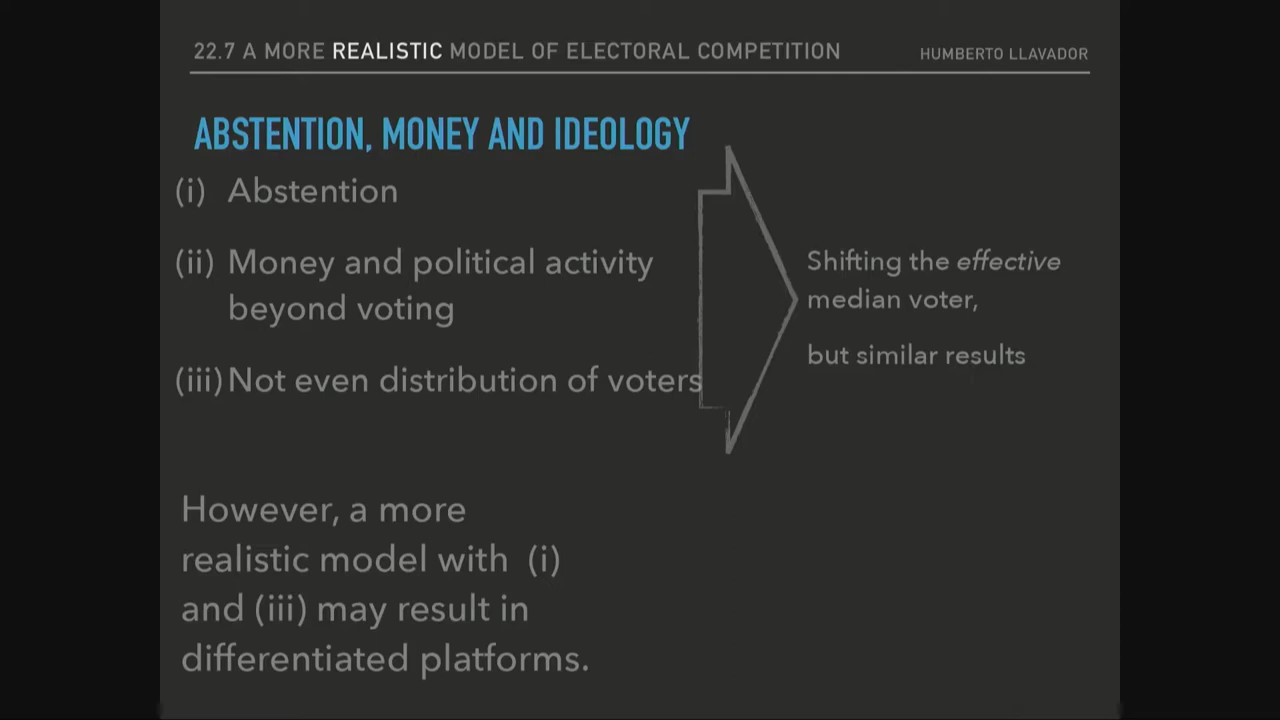 22.7 A MORE REALISTIC MODEL OF ELECTORAL COMPETITION
HUMBERTO LLAVADOR
ABSTENTION, MONEY AND IDEOLOGY
(i) Abstention
(ii) Money and political activity
beyond voting
(iii) Not even distribution of voters
Shifting the effective
median voter,
but similar results
However, a more
realistic model with (i)
and (iii) may result in
differentiated platforms.